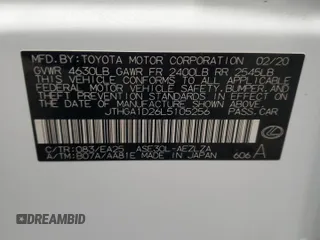 MFD. BY: TOYOTA MOTOR CORPORATION 02/20
GVWR 4630LB GAWR FR 2400LB RR 2545LB
THIS VEHICLE CONFORMS TO ALL APPLICABLE
FEDERAL MOTOR VEHICLE SAFETY, BUMPER, AND
THEFT PREVENTION STANDARDS IN EFFECT ON THE
DATE OF MANUFACTURE SHOWN ABOVE.
JTHGA1D26L5105256 PASS.CAR
C/TR: 083/EA25 ASE30L-AEZLZA
A/TM: B07A/AA81E MADE IN JAPAN 606 A
DREAMBID